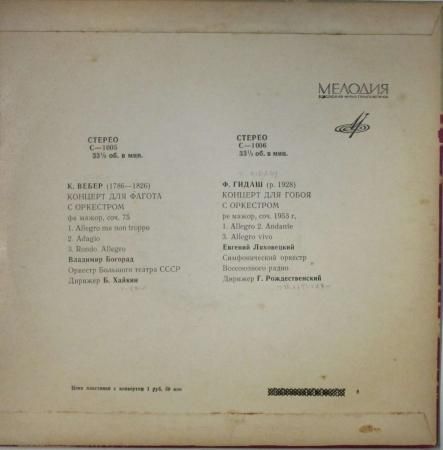 МЕЛОДИЯ
СТЕРЕО
С—1005
33⅓ об. в мин.
К. ВЕБЕР (1786—1826)
КОНЦЕРТ ДЛЯ ФАГОТА
С ОРКЕСТРОМ
фа мажор, соч. 75
1. Allegro ma non troppo
2. Adagio
3. Rondo. Allegro
Владимир Богорад
Оркестр Большого театра СССР
Дирижер Б. Хайкин
СТЕРЕО
С—1006
33⅓ об. в мин.
Ф. ГИДАШ (р. 1928)
КОНЦЕРТ ДЛЯ ГОБОЯ
С ОРКЕСТРОМ
ре мажор, соч. 1953 г.
1. Allegro 2. Andante
3. Allegro vivo
Евгений Ляховецкий
Симфонический оркестр
Всесоюзного радио
Дирижер Г. Рождественский
Цена пластинки с конвертом 1 руб. 50 коп